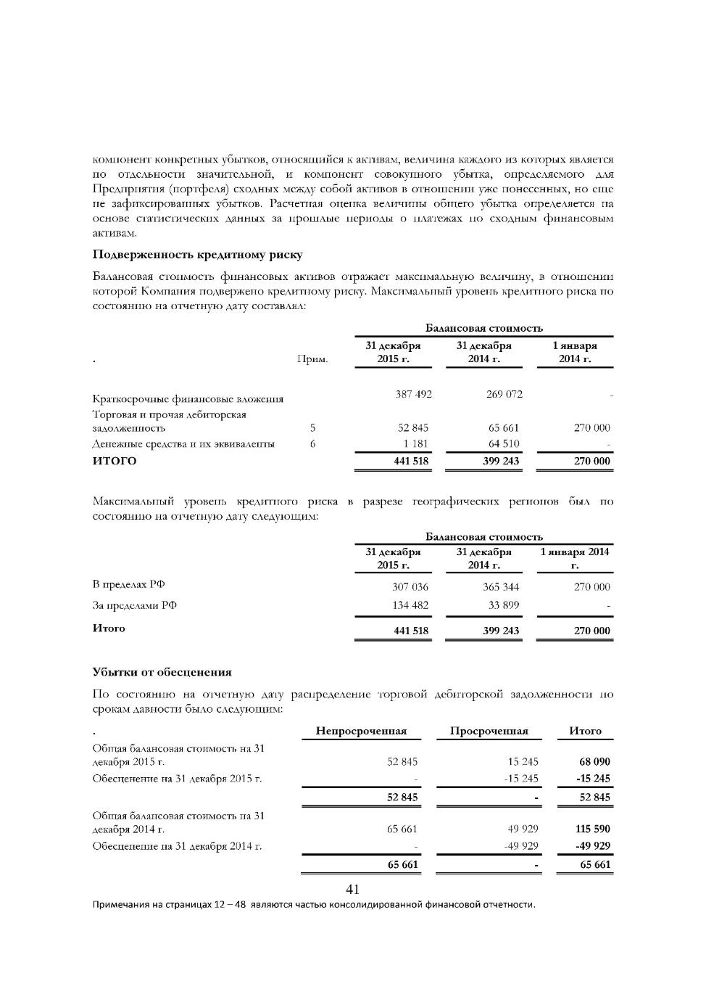 компонент конкретных убытков, относящийся к активам, величина каждого из которых является
по отдельности значительной, и компонент совокупного убытка, определяемого для
Предприятия (портфеля) сходных между собой активов в отношении уже понесенных, но еще
не зафиксированных убытков. Расчетная оценка величины общего убытка определяется на
основе статистических данных за прошлые периоды о платежах по сходным финансовым
активам.
Подверженность кредитному риску
Балансовая стоимость финансовых активов отражает максимальную величину, в отношении
которой Компания подвержено кредитному риску. Максимальный уровень кредитного риска по
состоянию на отчетную дату составлял:
Балансовая стоимость
31 декабря 31 декабря 1 января
. Прим. 2015 г. 2014 г. 2014 г.
Краткосрочные финансовые вложения 387 492 269 072 -
Торговая и прочая дебиторская
задолженность 5 52 845 65 661 270 000
Денежные средства и их эквиваленты 6 1 181 64 510 -
ИТОГО 441 518 399 243 270 000
Максимальный уровень кредитного риска в разрезе географических регионов был по
состоянию на отчетную дату следующим:
Балансовая стоимость
31 декабря 31 декабря 1 января 2014
2015 г. 2014 г. г.
В пределах РФ 307 036 365 344 270 000
За пределами РФ 134 482 33 899 -
Итого 441 518 399 243 270 000
Убытки от обесценения
По состоянию на отчетную дату распределение торговой дебиторской задолженности по
срокам давности было следующим:
. Непросроченная Просроченная Итого
Общая балансовая стоимость на 31
декабря 2015 г. 52 845 15 245 68 090
Обесценение на 31 декабря 2015 г. - -15 245 -15 245
52 845 - 52 845
Общая балансовая стоимость на 31
декабря 2014 г. 65 661 49 929 115 590
Обесценение на 31 декабря 2014 г. - -49 929 -49 929
65 661 - 65 661
41
Примечания на страницах 12 – 48 являются частью консолидированной финансовой отчетности.